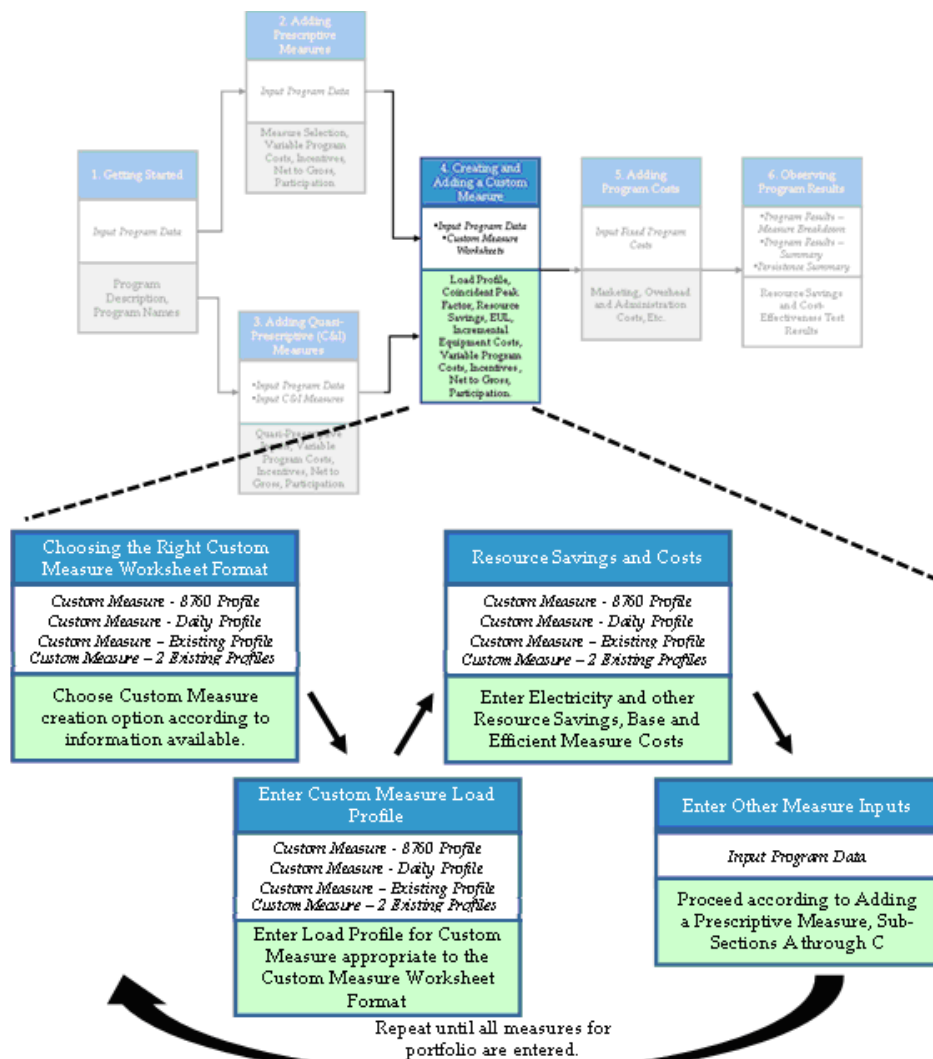 2. Adding
Prescriptive
Measures
Input Program Data
Measure Selection,
Variable Program
Costs, Incentives,
Net to Gross,
Participation.
1. Getting Started
Input Program Data
Program
Description,
Program Names
3. Adding Quasi-
Prescriptive (C&I)
Measures
•Input Program Data
•Input C&I Measures
Quasi-Prescriptive
Inputs, Variable
Program Costs,
Incentives, Net to
Gross, Participation
4. Creating and
Adding a Custom
Measure
•Input Program Data
•Custom Measure
Worksheets
Load Profile,
Coincident Peak
Factor, Resource
Savings, EUL,
Incremental
Equipment Costs,
Variable Program
Costs, Incentives,
Net to Gross,
Participation.
5. Adding
Program Costs
Input Fixed Program
Costs
Marketing, Overhead
and Administration
Costs, Etc.
6. Observing
Program Results
•Program Results –
Measure Breakdown
•Program Results –
Summary
•Persistence Summary
Resource Savings
and Cost-
Effectiveness Test
Results
Choosing the Right Custom
Measure Worksheet Format
Custom Measure - 8760 Profile
Custom Measure - Daily Profile
Custom Measure – Existing Profile
Custom Measure – 2 Existing Profiles
Choose Custom Measure
creation option according to
information available.
Enter Custom Measure Load
Profile
Custom Measure - 8760 Profile
Custom Measure - Daily Profile
Custom Measure – Existing Profile
Custom Measure – 2 Existing Profiles
Enter Load Profile for Custom
Measure appropriate to the
Custom Measure Worksheet
Format
Resource Savings and Costs
Custom Measure - 8760 Profile
Custom Measure - Daily Profile
Custom Measure – Existing Profile
Custom Measure – 2 Existing Profiles
Enter Electricity and other
Resource Savings, Base and
Efficient Measure Costs
Enter Other Measure Inputs
Input Program Data
Proceed according to Adding
a Prescriptive Measure, Sub-
Sections A through C
Repeat until all measures for
portfolio are entered.